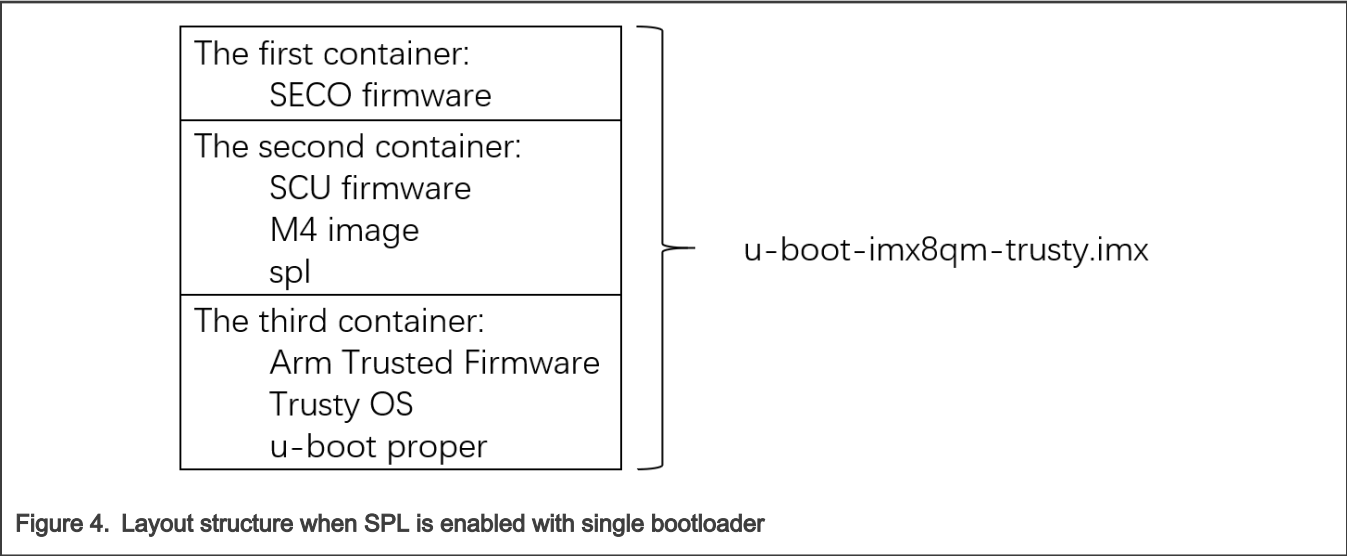 The first container:
SECO firmware
The second container:
SCU firmware
M4 image
spl
The third container:
Arm Trusted Firmware
Trusty OS
u-boot proper
u-boot-imx8qm-trusty.imx
Figure 4. Layout structure when SPL is enabled with single bootloader